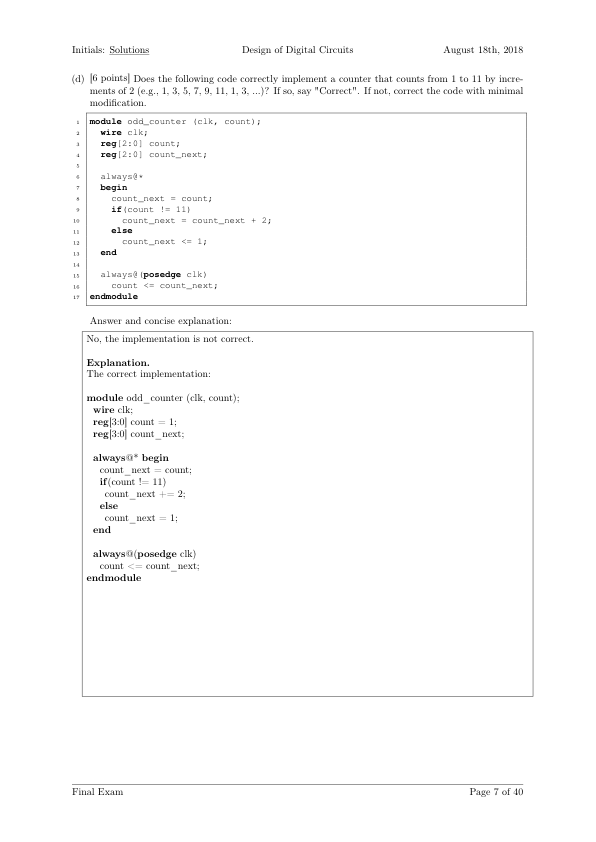 Initials: Solutions Design of Digital Circuits August 18th, 2018
(d) [6 points] Does the following code correctly implement a counter that counts from 1 to 11 by incre-
ments of 2 (e.g., 1, 3, 5, 7, 9, 11, 1, 3, ...)? If so, say "Correct". If not, correct the code with minimal
modification.
1 module odd_counter (clk, count);
2 wire clk;
3 reg[2:0] count;
4 reg[2:0] count_next;
5
6 always@*
7 begin
8 count_next = count;
9 if(count != 11)
10 count_next = count_next + 2;
11 else
12 count_next <= 1;
13 end
14
15 always@(posedge clk)
16 count <= count_next;
17 endmodule
Answer and concise explanation:
No, the implementation is not correct.
Explanation.
The correct implementation:
module odd_counter (clk, count);
wire clk;
reg[3:0] count = 1;
reg[3:0] count_next;
always@* begin
count_next = count;
if(count != 11)
count_next += 2;
else
count_next = 1;
end
always@(posedge clk)
count <= count_next;
endmodule
Final Exam Page 7 of 40